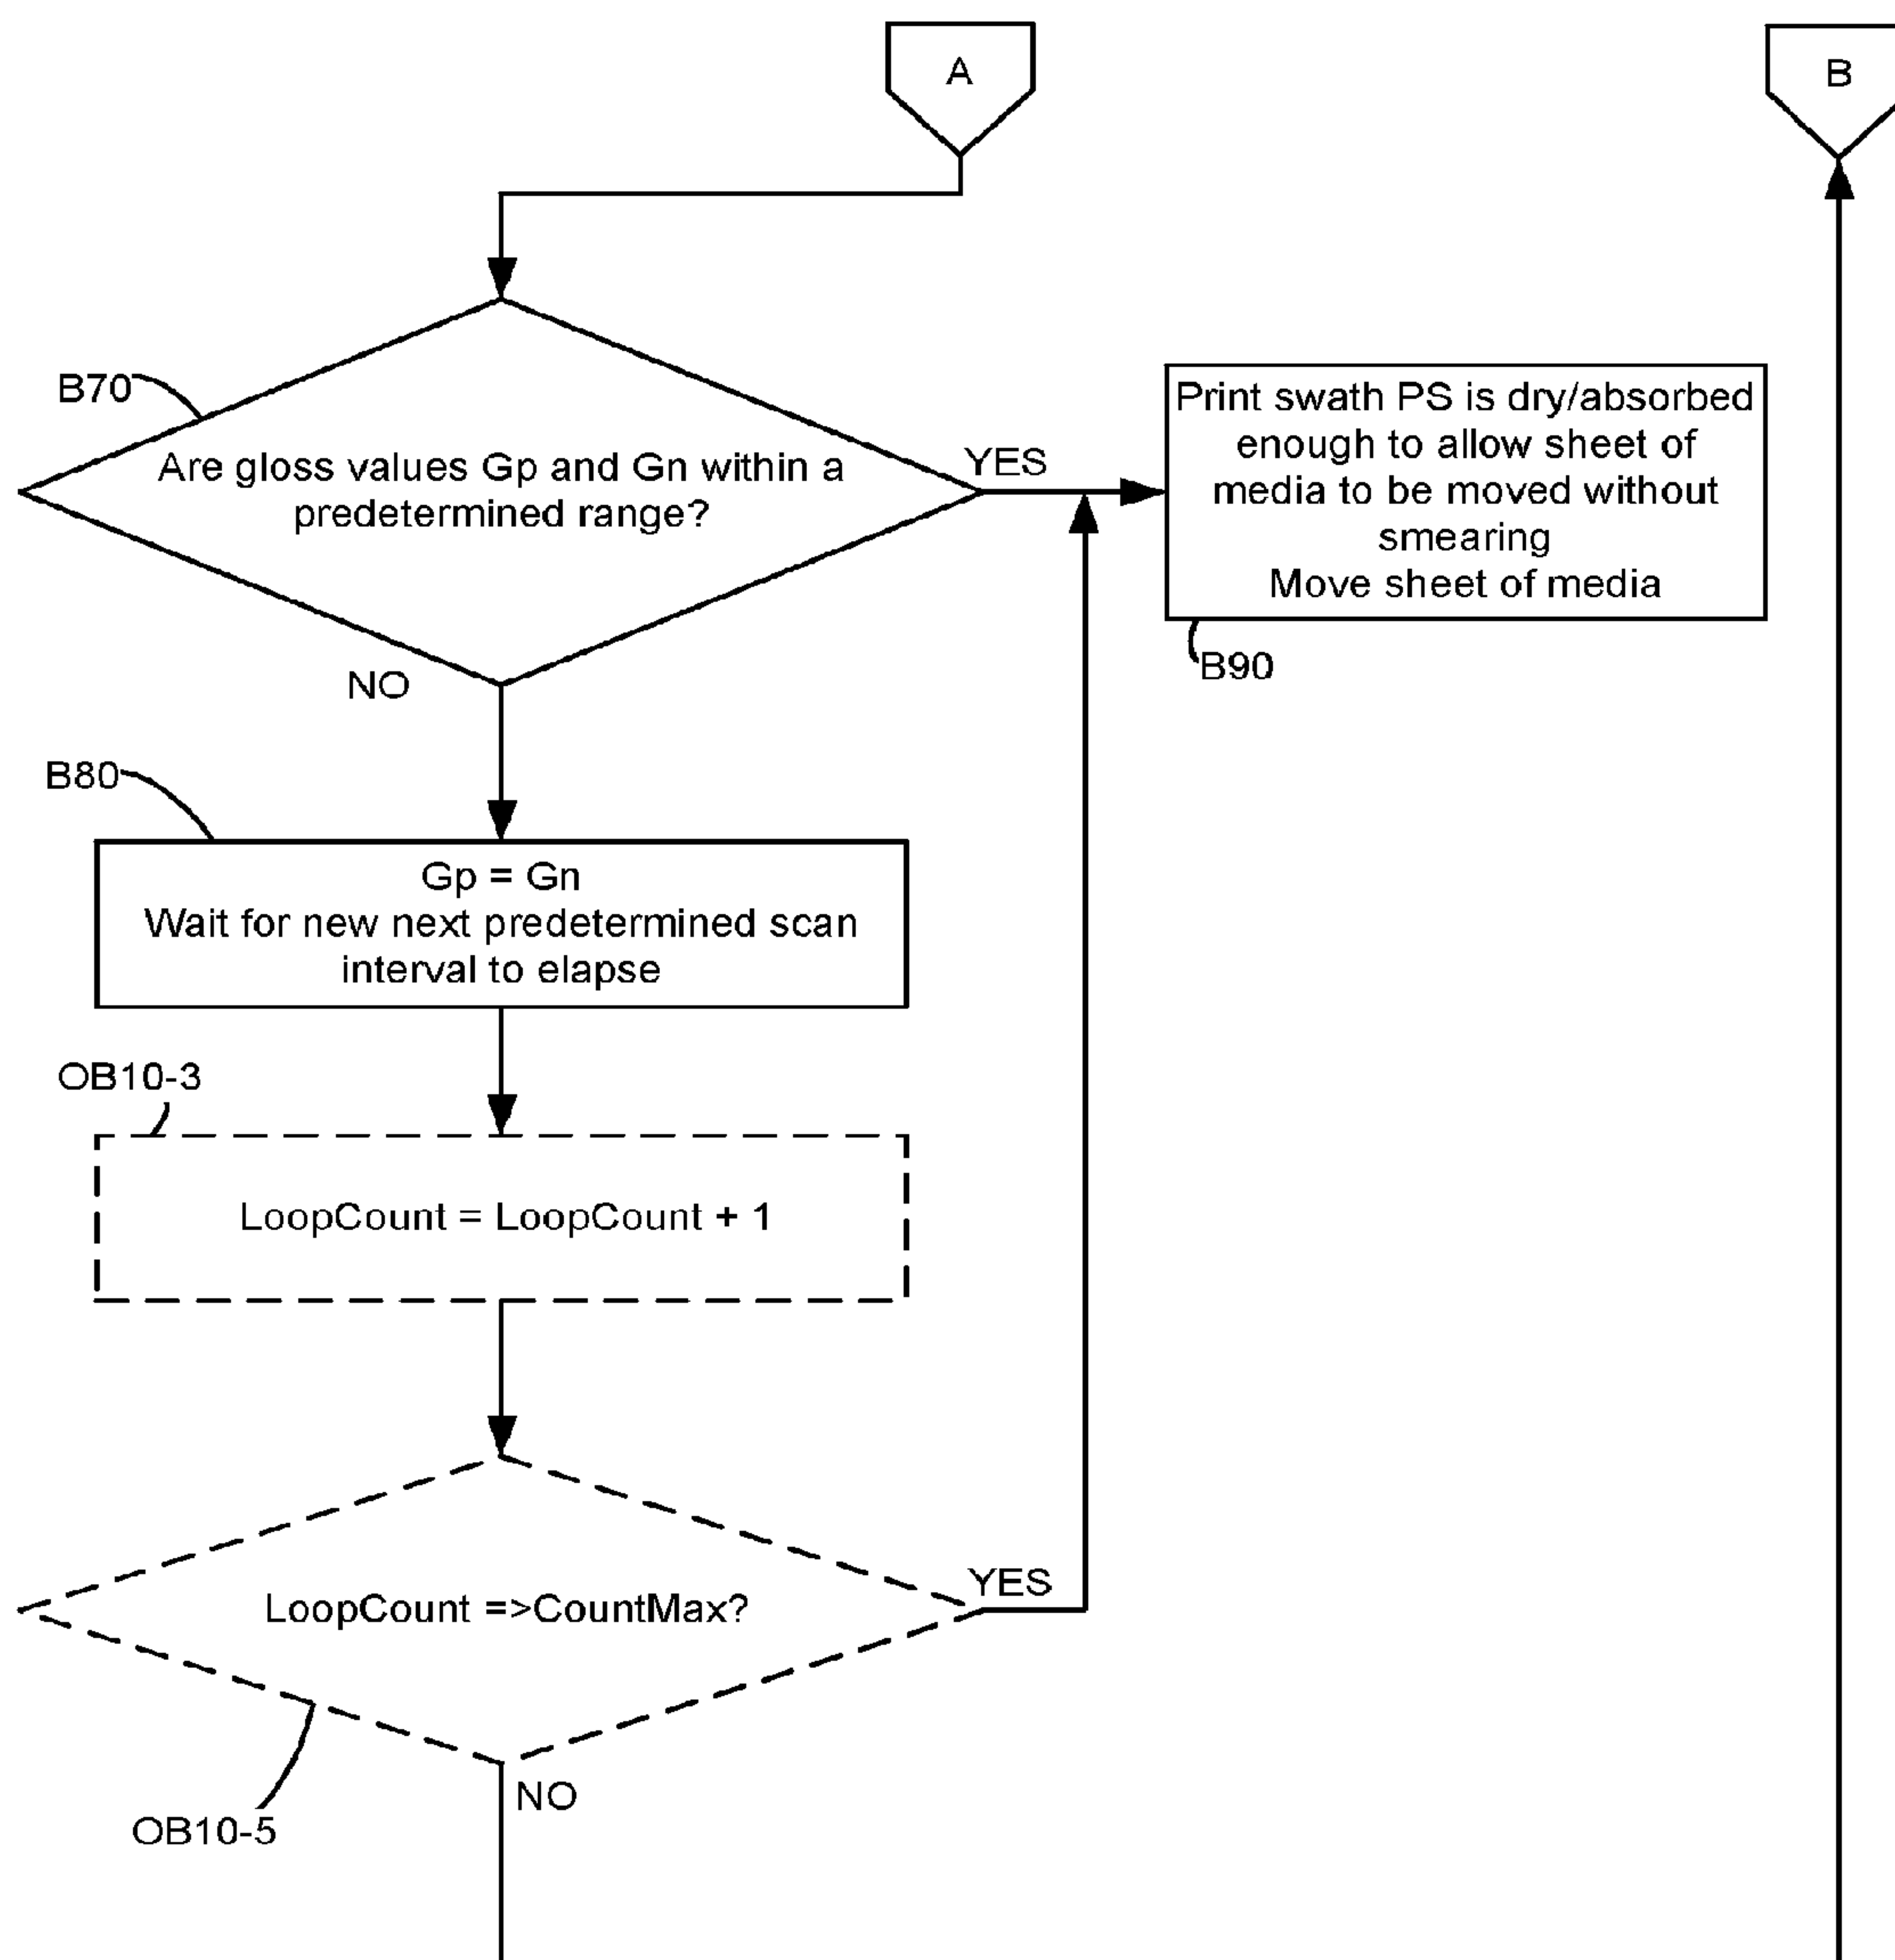 A
B
B70
Are gloss values Gp and Gn within a
predetermined range?
YES
Print swath PS is dry/absorbed
enough to allow sheet of
media to be moved without
smearing
Move sheet of media
B90
NO
B80
Gp = Gn
Wait for new next predetermined scan
interval to elapse
OB10-3
LoopCount = LoopCount + 1
LoopCount =>CountMax?
YES
NO
OB10-5